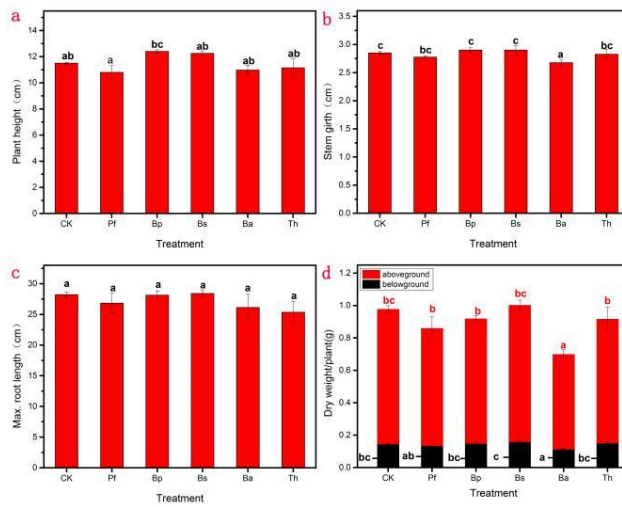 a
Plant height (cm)
14
12
10
8
6
4
2
0
ab
a
bc
ab
ab
ab
CK Pf Bp Bs Ba Th
Treatment
b
Stem girth (cm)
3.0
2.5
2.0
1.5
1.0
0.5
0.0
c
bc
c
c
a
bc
CK Pf Bp Bs Ba Th
Treatment
c
Max. root length (cm)
30
25
20
15
10
5
0
a a a a a a
CK Pf Bp Bs Ba Th
Treatment
d
Dry weight/plant(g)
1.2
1.0
0.8
0.6
0.4
0.2
0.0
aboveground
belowground
bc
b
b
bc
a
b
bc ab bc c a bc
CK Pf Bp Bs Ba Th
Treatment